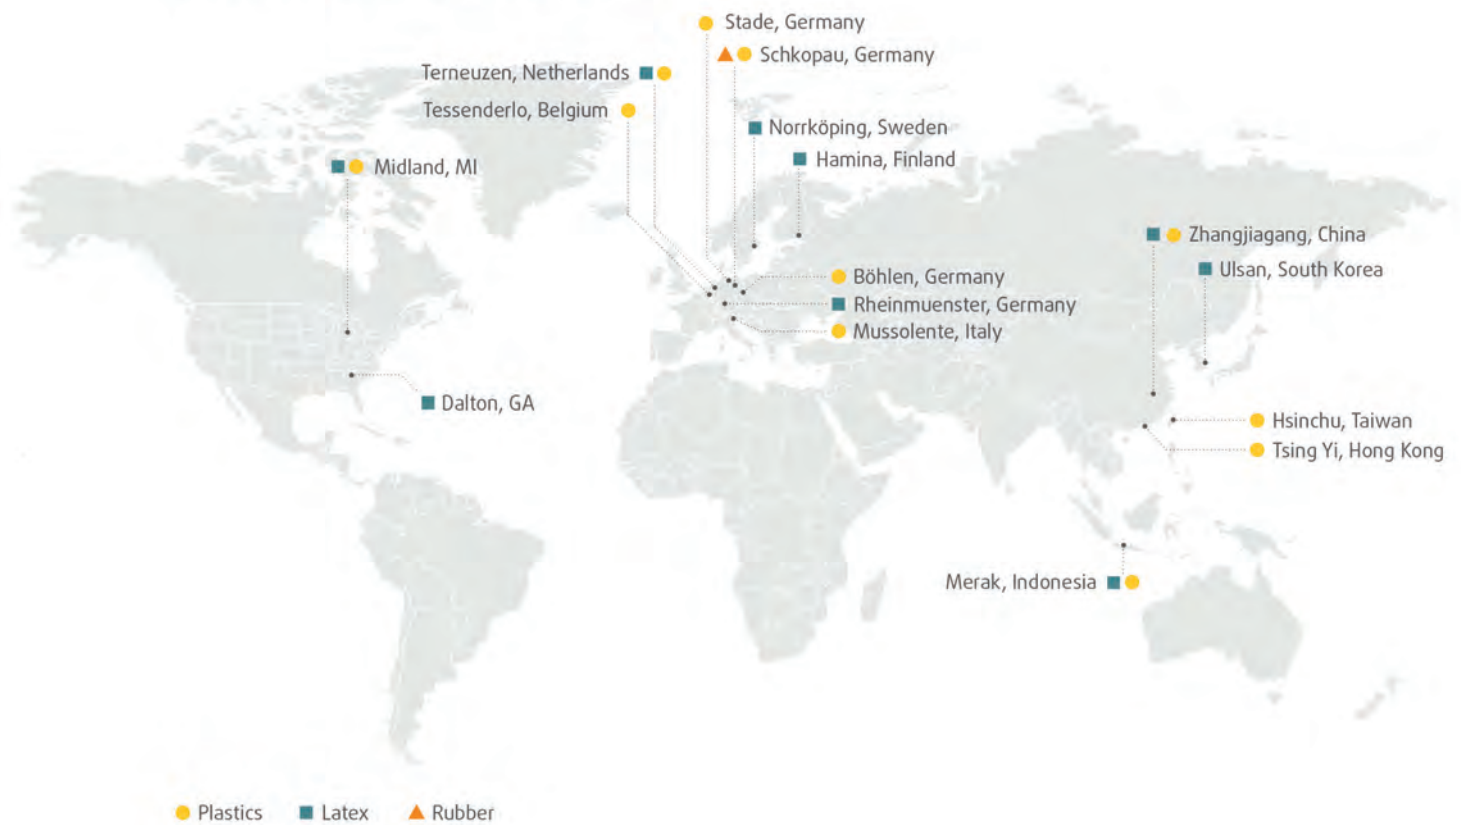 Stade, Germany
Schkopau, Germany
Terneuzen, Netherlands
Tessenderlo, Belgium
Norrköping, Sweden
Hamina, Finland
Midland, MI
Zhangjiagang, China
Ulsan, South Korea
Böhlen, Germany
Rheinmuenster, Germany
Mussolente, Italy
Dalton, GA
Hsinchu, Taiwan
Tsing Yi, Hong Kong
Merak, Indonesia
Plastics Latex Rubber